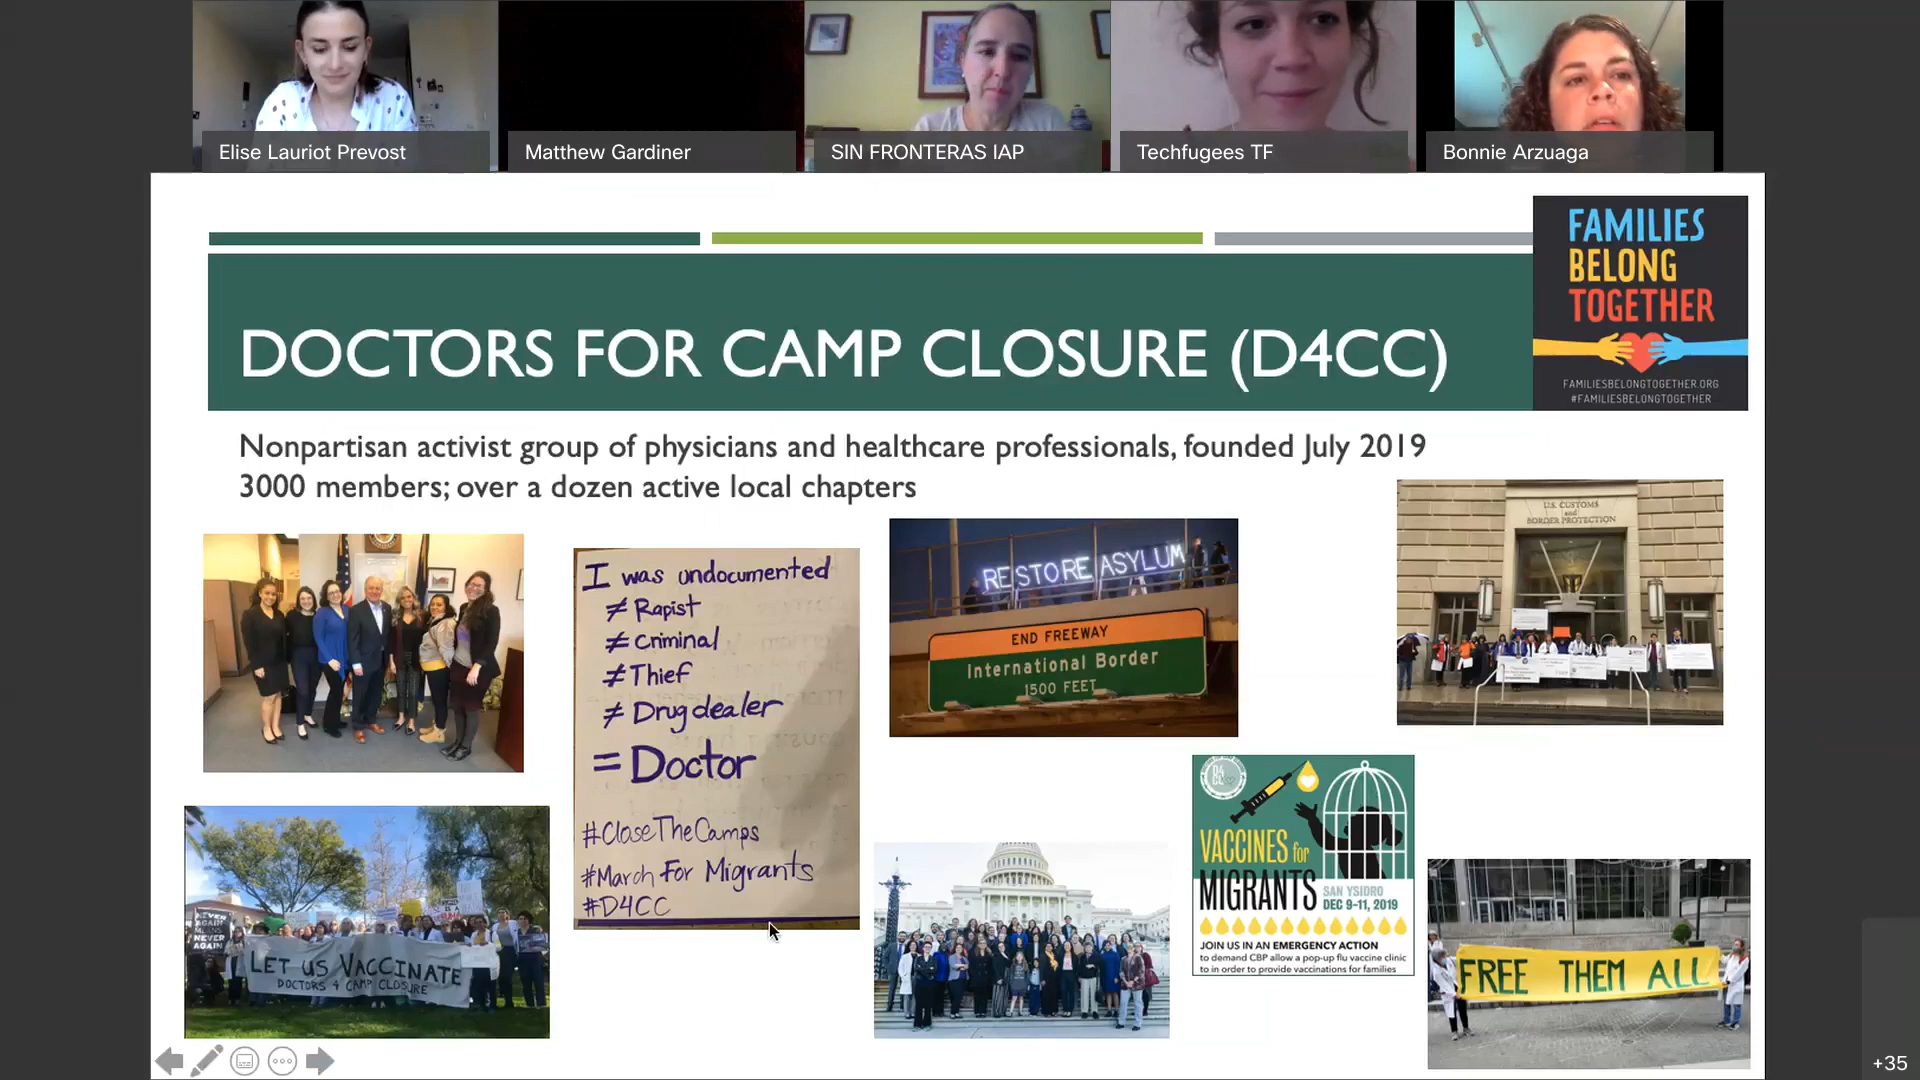 Elise Lauriot Prevost
Matthew Gardiner
SIN FRONTERAS IAP
Techfugees TF
Bonnie Arzuaga
FAMILIES
BELONG
TOGETHER
FAMILIESBELONGTOGETHER.ORG
#FAMILIESBELONGTOGETHER
DOCTORS FOR CAMP CLOSURE (D4CC)
Nonpartisan activist group of physicians and healthcare professionals, founded July 2019
3000 members; over a dozen active local chapters
I was undocumented
≠ Rapist
≠ Criminal
≠ Thief
≠ Drug dealer
= Doctor
#CloseTheCamps
#March For Migrants
#D4CC
RESTORE ASYLUM
END FREEWAY
International Border
1500 FEET
U.S. CUSTOMS
and
BORDER PROTECTION
NEVER
AGAIN
MEANS
NEVER
AGAIN
LET US VACCINATE
DOCTORS 4 CAMP CLOSURE
VACCINES for
MIGRANTS
SAN YSIDRO
DEC 9-11, 2019
JOIN US IN AN EMERGENCY ACTION
to demand CBP allow a pop-up flu vaccine clinic
to in order to provide vaccinations for families
FREE THEM ALL
+35